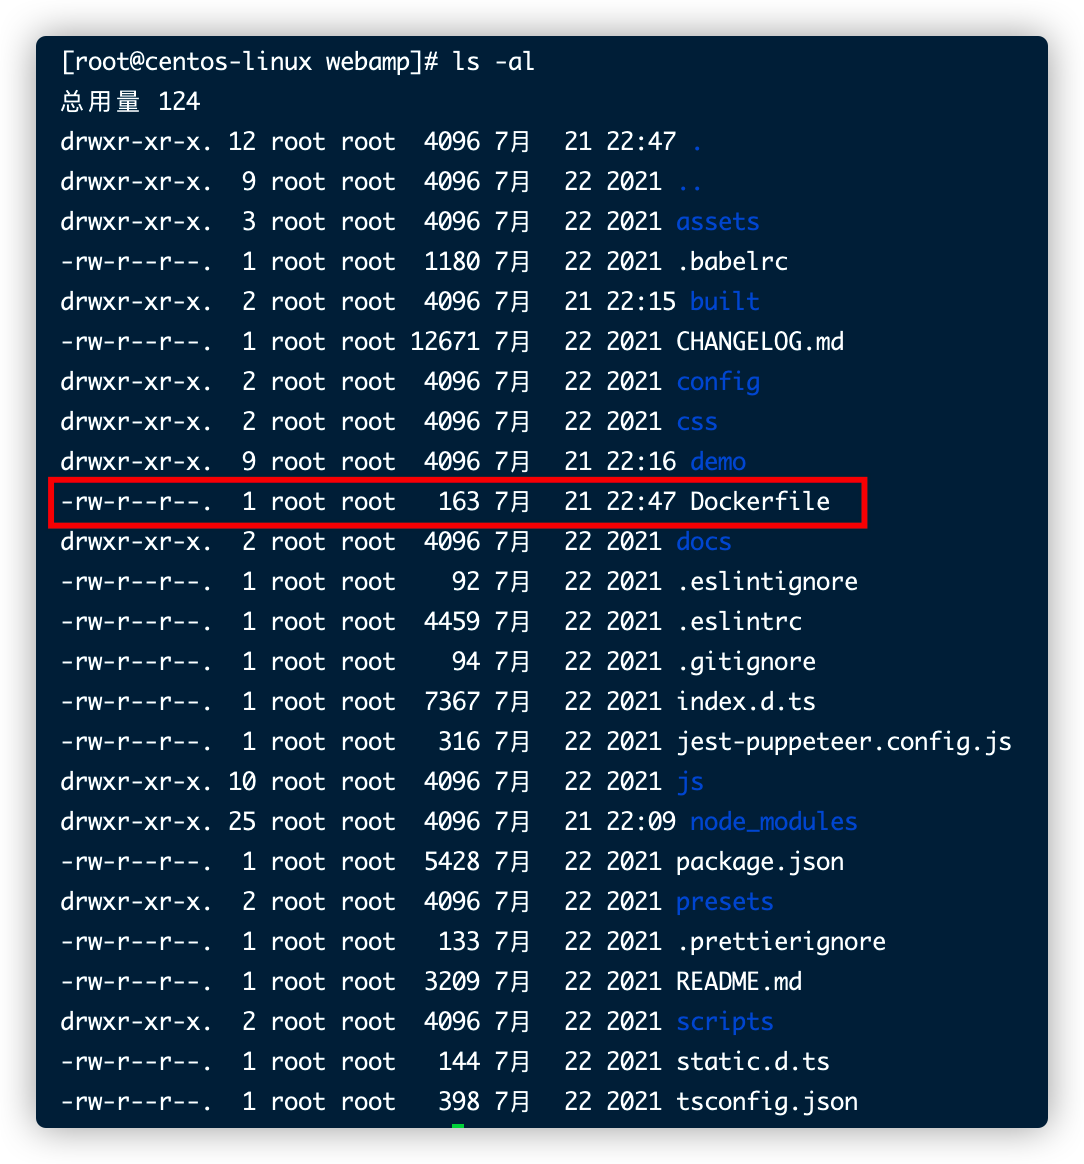 [root@centos-linux webamp]# ls -al
总用量 124
drwxr-xr-x. 12 root root  4096 7月  21 22:47 .
drwxr-xr-x.  9 root root  4096 7月  22 2021 ..
drwxr-xr-x.  3 root root  4096 7月  22 2021 assets
-rw-r--r--.  1 root root  1180 7月  22 2021 .babelrc
drwxr-xr-x.  2 root root  4096 7月  21 22:15 built
-rw-r--r--.  1 root root 12671 7月  22 2021 CHANGELOG.md
drwxr-xr-x.  2 root root  4096 7月  22 2021 config
drwxr-xr-x.  2 root root  4096 7月  22 2021 css
drwxr-xr-x.  9 root root  4096 7月  21 22:16 demo
-rw-r--r--.  1 root root   163 7月  21 22:47 Dockerfile
drwxr-xr-x.  2 root root  4096 7月  22 2021 docs
-rw-r--r--.  1 root root    92 7月  22 2021 .eslintignore
-rw-r--r--.  1 root root  4459 7月  22 2021 .eslintrc
-rw-r--r--.  1 root root    94 7月  22 2021 .gitignore
-rw-r--r--.  1 root root  7367 7月  22 2021 index.d.ts
-rw-r--r--.  1 root root   316 7月  22 2021 jest-puppeteer.config.js
drwxr-xr-x. 10 root root  4096 7月  22 2021 js
drwxr-xr-x. 25 root root  4096 7月  21 22:09 node_modules
-rw-r--r--.  1 root root  5428 7月  22 2021 package.json
drwxr-xr-x.  2 root root  4096 7月  22 2021 presets
-rw-r--r--.  1 root root   133 7月  22 2021 .prettierignore
-rw-r--r--.  1 root root  3209 7月  22 2021 README.md
drwxr-xr-x.  2 root root  4096 7月  22 2021 scripts
-rw-r--r--.  1 root root   144 7月  22 2021 static.d.ts
-rw-r--r--.  1 root root   398 7月  22 2021 tsconfig.json